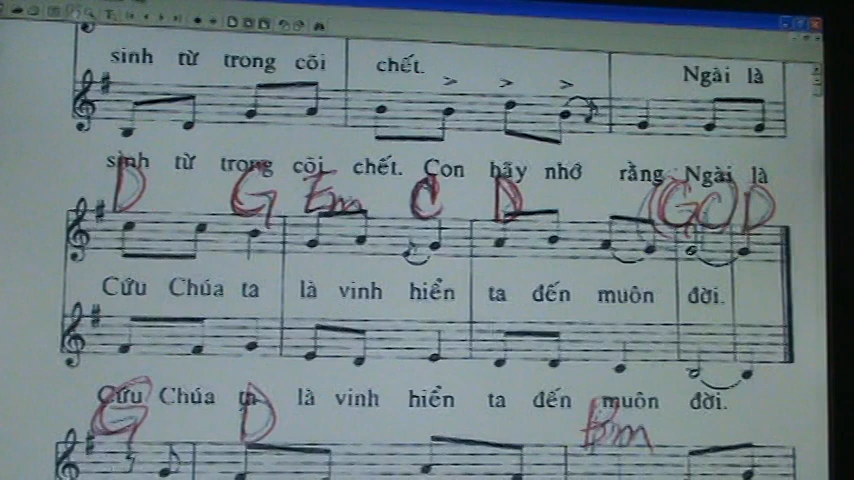 sinh từ trong cõi chết. Ngài là
sinh từ trong cõi chết. Con hãy nhớ rằng Ngài là
D G Em C D (G C) D
Cứu Chúa ta là vinh hiển ta đến muôn đời.
Cứu Chúa ta là vinh hiển ta đến muôn đời.
G D Bm